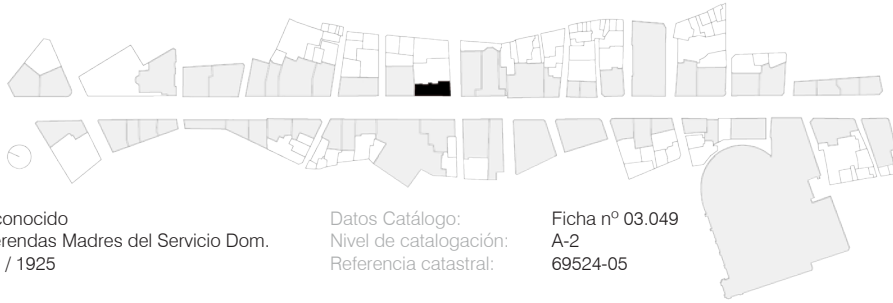 conocido
erendas Madres del Servicio Dom.
/ 1925
Datos Catálogo:
Ficha nº 03.049
Nivel de catalogación:
A-2
Referencia catastral:
69524-05